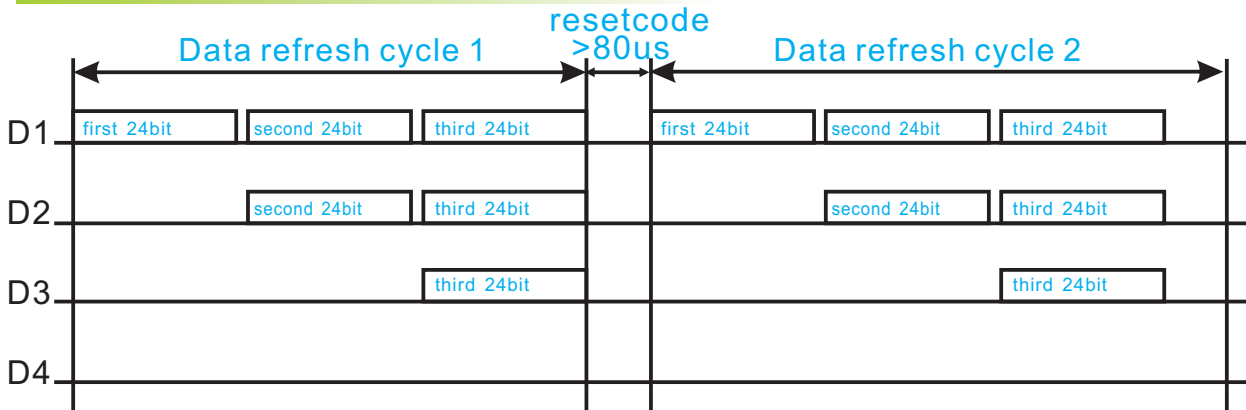 resetcode
Data refresh cycle 1 >80us Data refresh cycle 2
D1 first 24bit second 24bit third 24bit first 24bit second 24bit third 24bit
D2 second 24bit third 24bit second 24bit third 24bit
D3 third 24bit third 24bit
D4